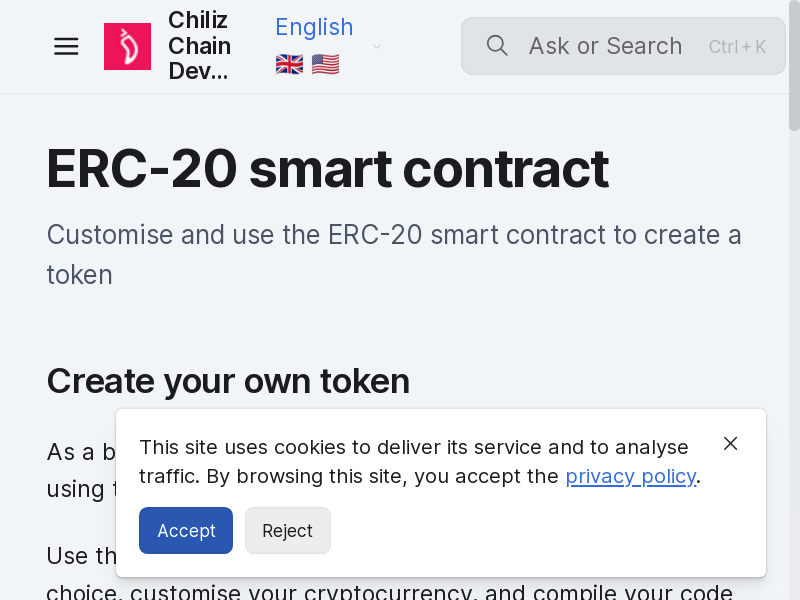 Chiliz
Chain
Dev...
English
🇬🇧 🇺🇸
Ask or Search
Ctrl + K
ERC-20 smart contract
Customise and use the ERC-20 smart contract to create a
token
Create your own token
As a b
using t
This site uses cookies to deliver its service and to analyse
traffic. By browsing this site, you accept the privacy policy.
Accept
Reject
Use th
choice, customise your cryptocurrency, and compile your code